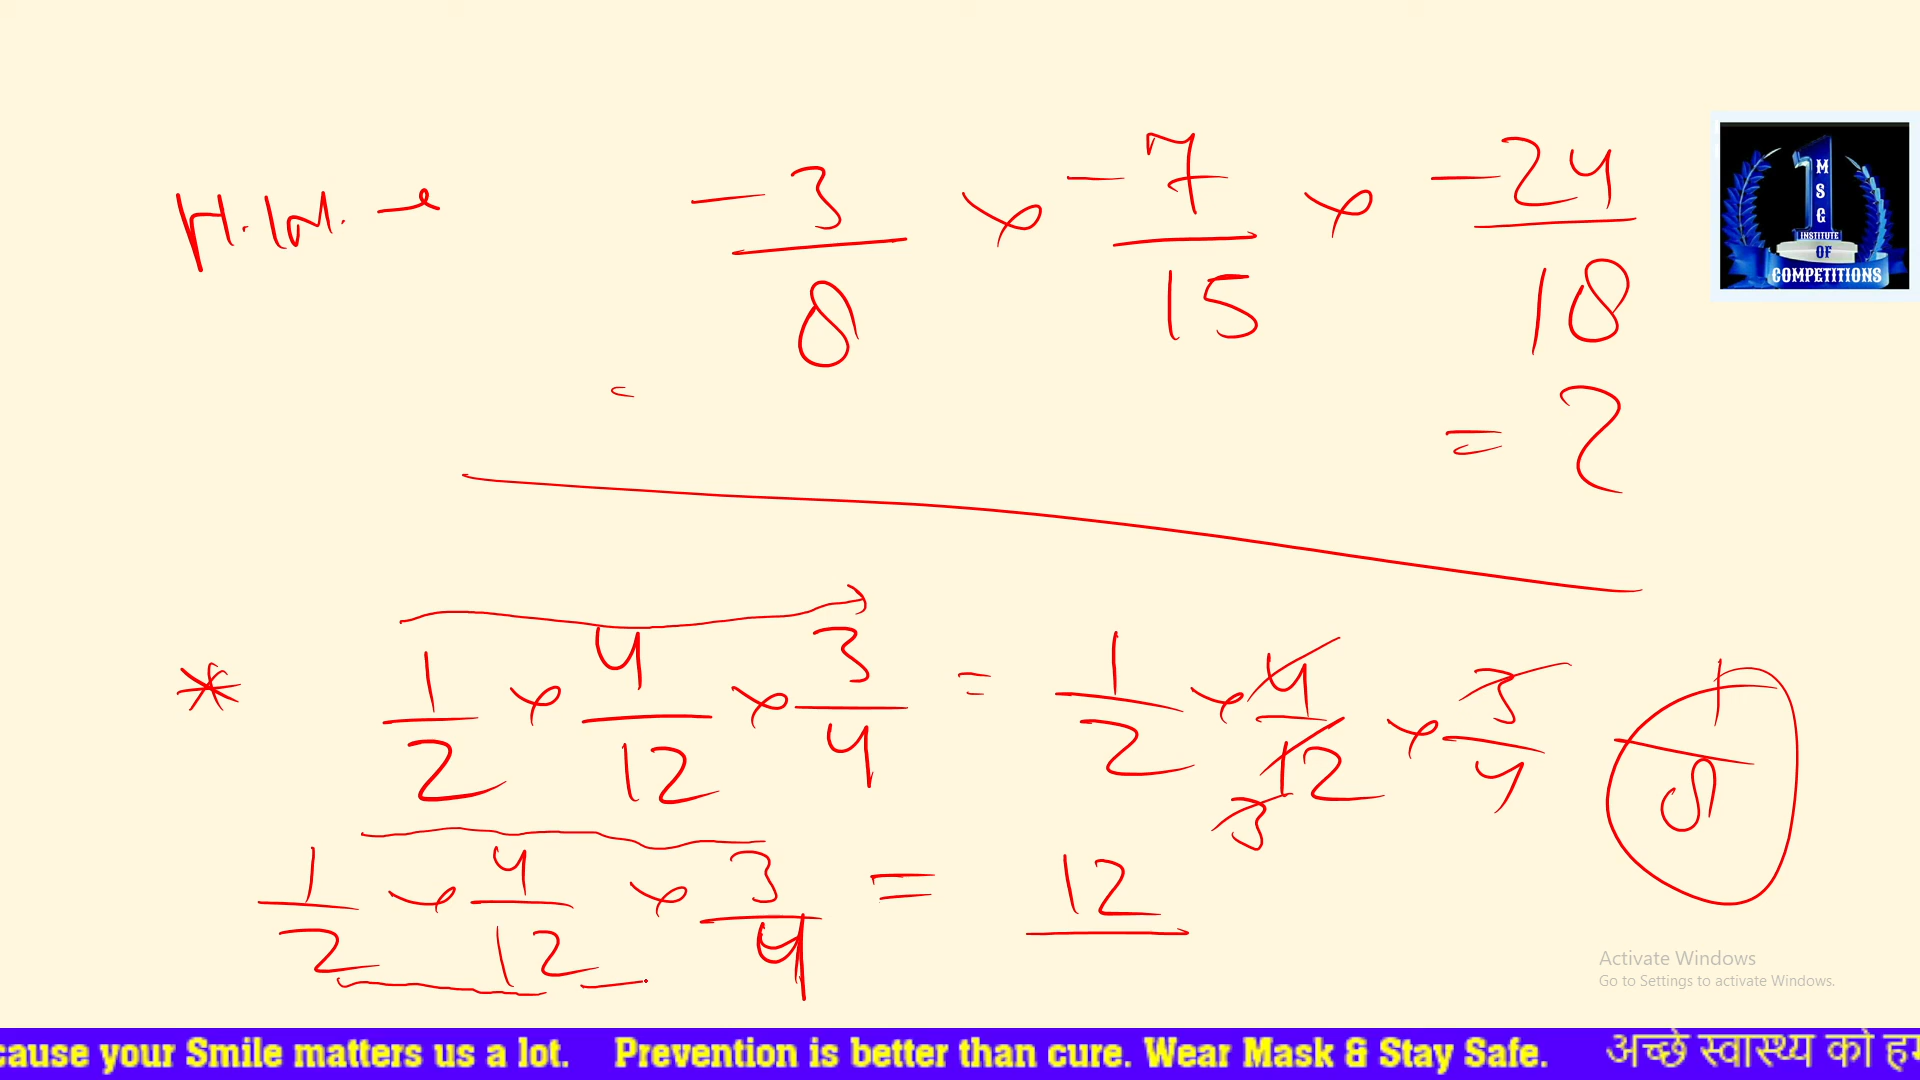 H.W. → -3/8 × -7/15 × -24/18
= ?
* 1/2 × 4/12 × 3/4 = 1/2 × 4/12 × 3/4 1/8
3
1/2 × 4/12 × 3/4 = 12
MSG
INSTITUTE
OF
COMPETITIONS
Activate Windows
Go to Settings to activate Windows.
cause your Smile matters us a lot. Prevention is better than cure. Wear Mask & Stay Safe. अच्छे स्वास्थ्य को